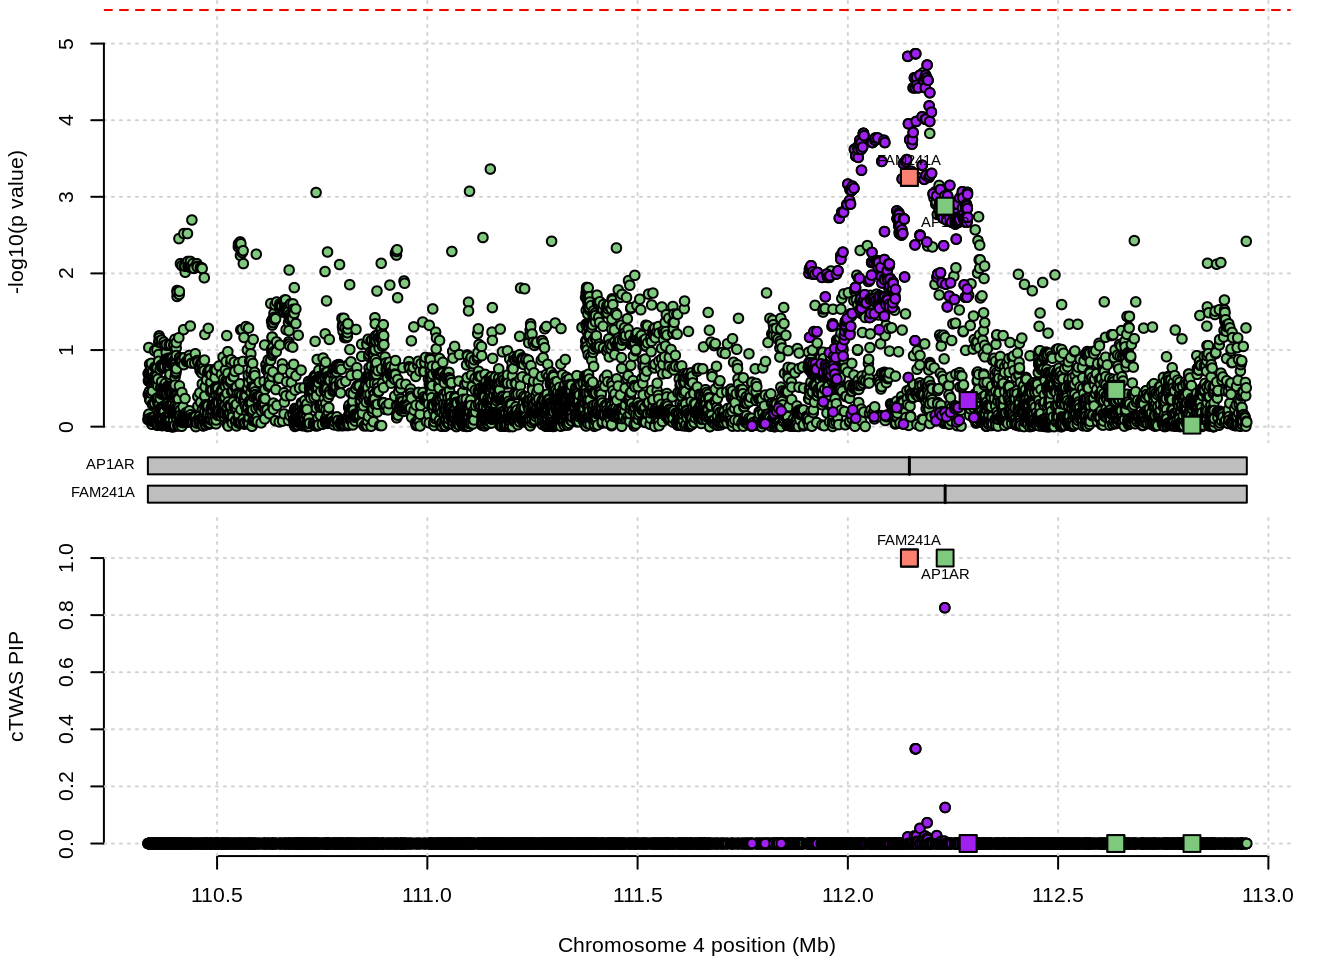 -log10(p value)
5
4
3
2
1
0
FAM241A
AP1AR
AP1AR
FAM241A
cTWAS PIP
1.0
0.8
0.6
0.4
0.2
0.0
FAM241A
AP1AR
110.5 111.0 111.5 112.0 112.5 113.0
Chromosome 4 position (Mb)